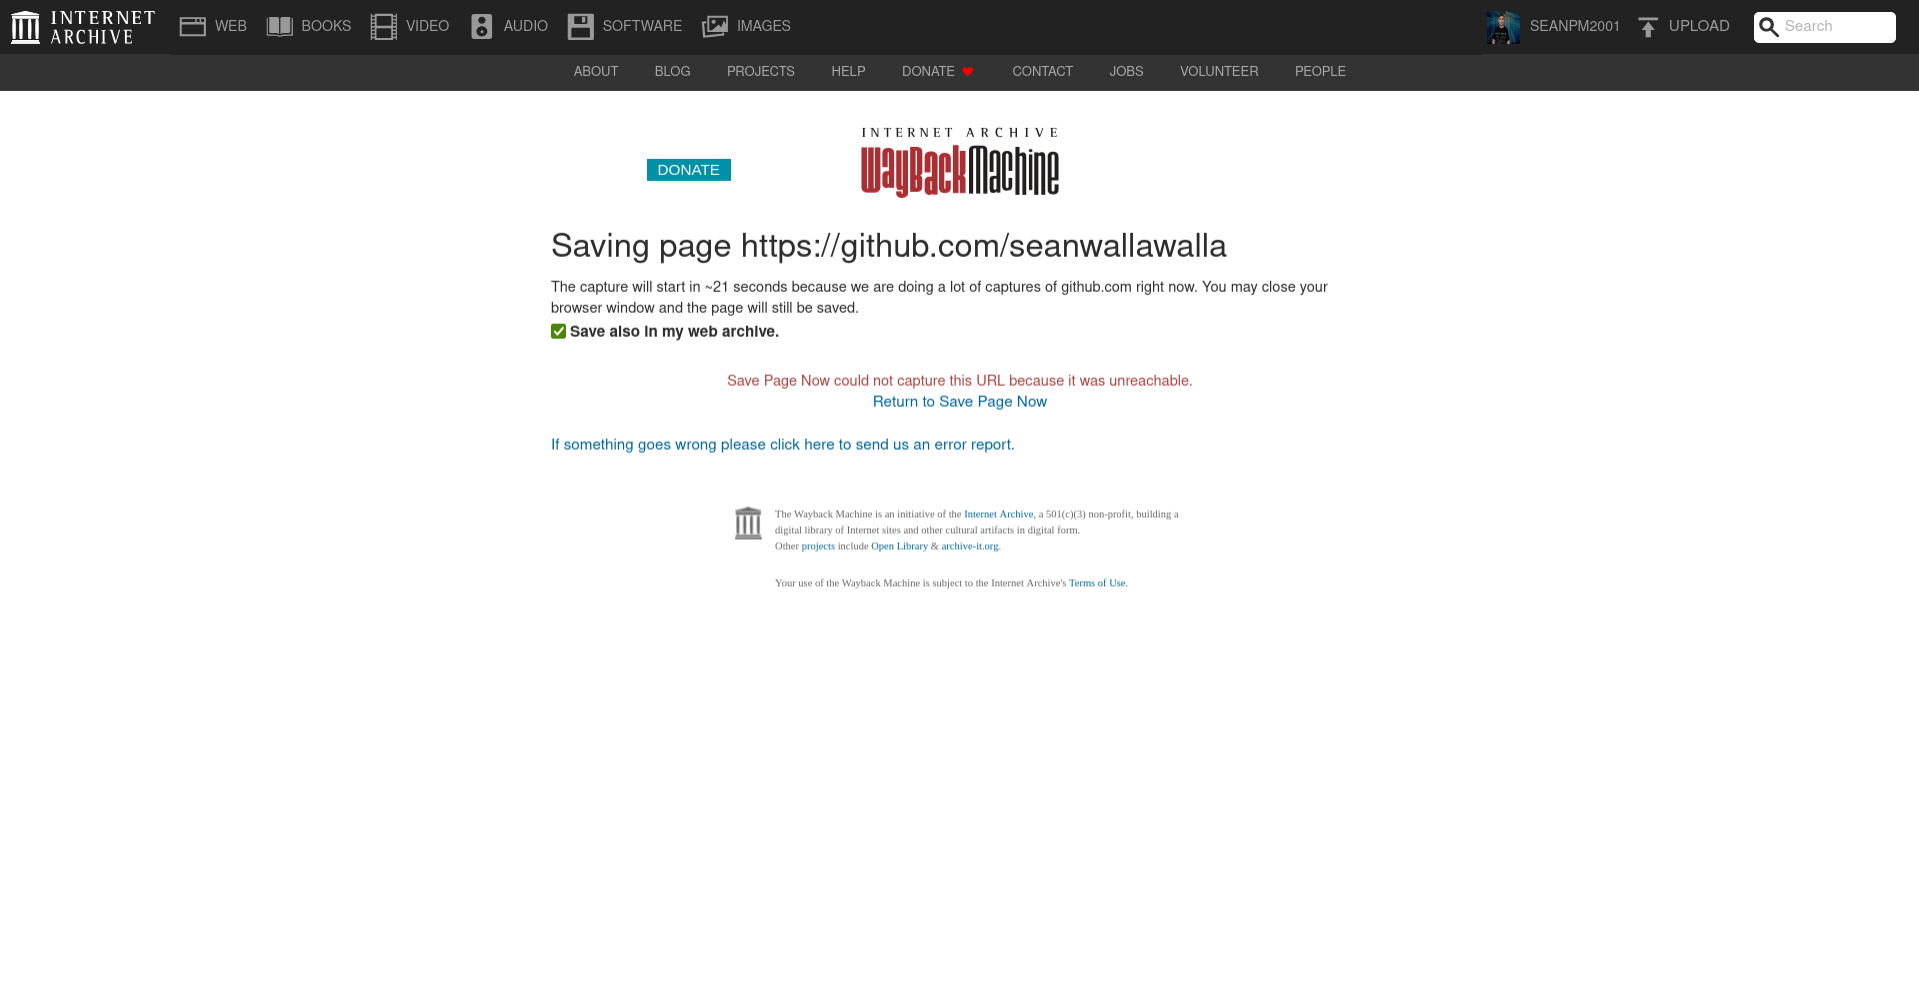 INTERNET ARCHIVE
WEB
BOOKS
VIDEO
AUDIO
SOFTWARE
IMAGES
SEANPM2001
UPLOAD
Search
ABOUT
BLOG
PROJECTS
HELP
DONATE
CONTACT
JOBS
VOLUNTEER
PEOPLE
INTERNET ARCHIVE
WayBackMachine
DONATE
Saving page https://github.com/seanwallawalla
The capture will start in ~21 seconds because we are doing a lot of captures of github.com right now. You may close your
browser window and the page will still be saved.
Save also in my web archive.
Save Page Now could not capture this URL because it was unreachable.
Return to Save Page Now
If something goes wrong please click here to send us an error report.
The Wayback Machine is an initiative of the Internet Archive, a 501(c)(3) non-profit, building a
digital library of Internet sites and other cultural artifacts in digital form.
Other projects include Open Library & archive-it.org.
Your use of the Wayback Machine is subject to the Internet Archive's Terms of Use.